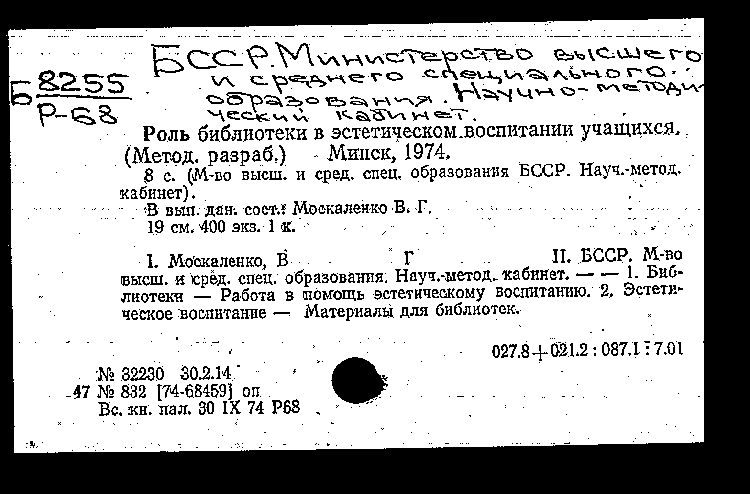 БССР. Министерство высшего
и среднего специального
образования. Научно-методи
ческий кабинет.
Б 8255
Р-68
Роль библиотеки в эстетическом воспитании учащихся.
(Метод. разраб.) Минск, 1974.
8 с. (М-во высш. и сред. спец. образования БССР. Науч.-метод.
кабинет).
В вып. дан. сост.: Москаленко В. Г.
19 см. 400 экз. 1 к.
I. Москаленко, В Г II. БССР. М-во
высш. и сред. спец. образования. Науч.-метод. кабинет. — — 1. Биб-
лиотеки — Работа в помощь эстетическому воспитанию. 2. Эстети-
ческое воспитание — Материалы для библиотек.
027.8+021.2:087.1:7.01
№ 32230 30.2.14
47 № 832 [74-68459] оп
Вс. кн. пал. 30 IX 74 Р68